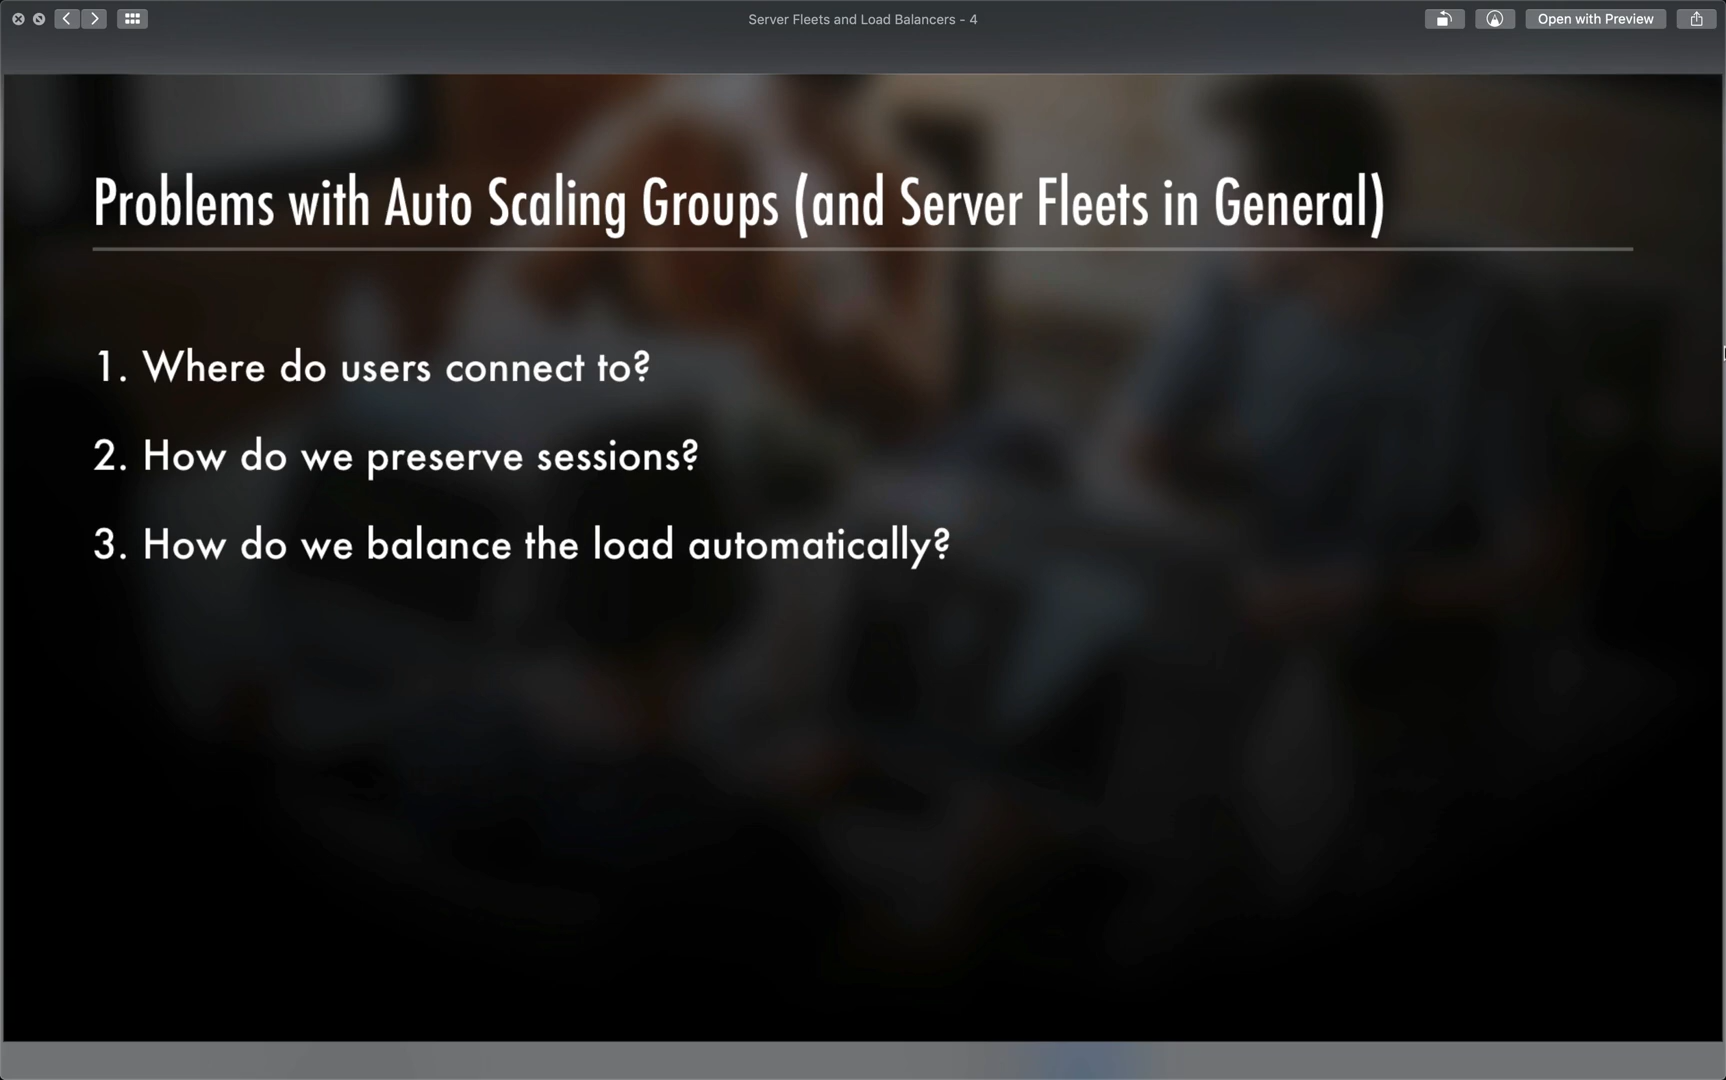 Server Fleets and Load Balancers - 4
Open with Preview
Problems with Auto Scaling Groups (and Server Fleets in General)
1. Where do users connect to?
2. How do we preserve sessions?
3. How do we balance the load automatically?